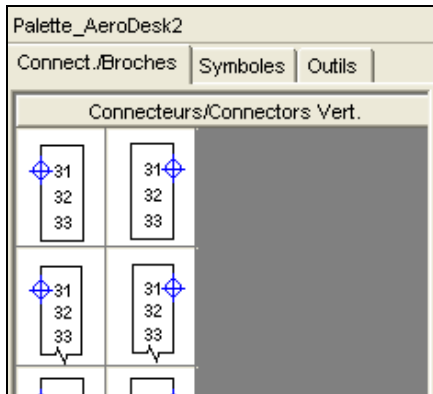 Palette_AeroDesk2
Connect./Broches Symboles Outils
Connecteurs/Connectors Vert.
31 31
32 32
33 33
31 31
32 32
33 33